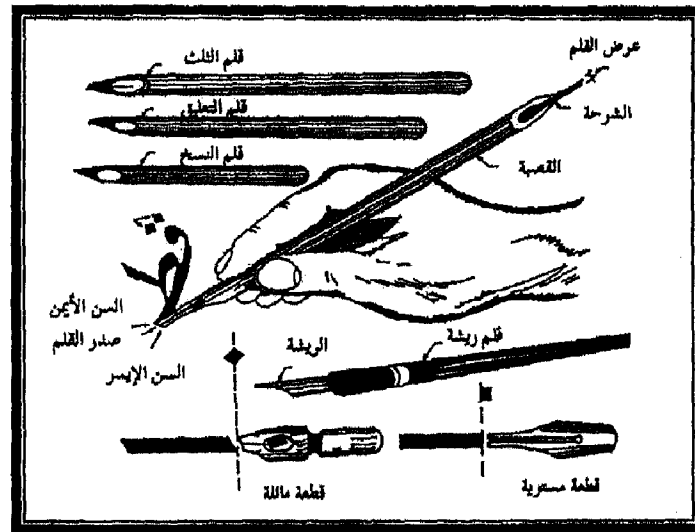 قلم الثلث
قلم التعليق
قلم النسخ
عرض القلم
الشرحة
القصبة
السن الأيمن
صدر القلم
السن الإيسر
الريشة
قلم ريشة
قطعة مائلة
قطعة مستوية